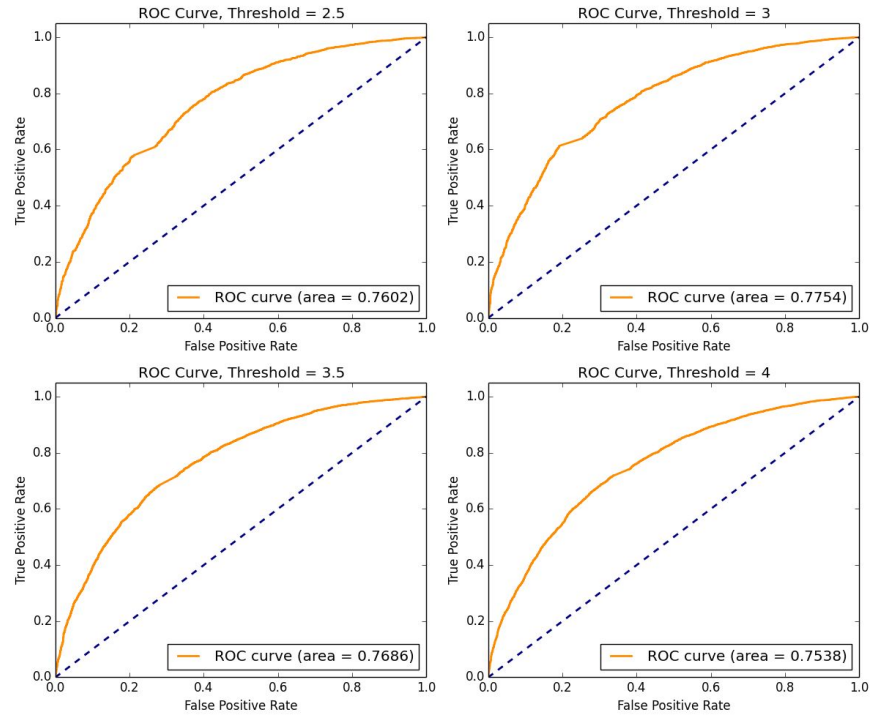 ROC Curve, Threshold = 2.5
True Positive Rate
1.0
0.8
0.6
0.4
0.2
0.0
ROC curve (area = 0.7602)
0.0 0.2 0.4 0.6 0.8 1.0
False Positive Rate
ROC Curve, Threshold = 3
True Positive Rate
1.0
0.8
0.6
0.4
0.2
0.0
ROC curve (area = 0.7754)
0.0 0.2 0.4 0.6 0.8 1.0
False Positive Rate
ROC Curve, Threshold = 3.5
True Positive Rate
1.0
0.8
0.6
0.4
0.2
0.0
ROC curve (area = 0.7686)
0.0 0.2 0.4 0.6 0.8 1.0
False Positive Rate
ROC Curve, Threshold = 4
True Positive Rate
1.0
0.8
0.6
0.4
0.2
0.0
ROC curve (area = 0.7538)
0.0 0.2 0.4 0.6 0.8 1.0
False Positive Rate